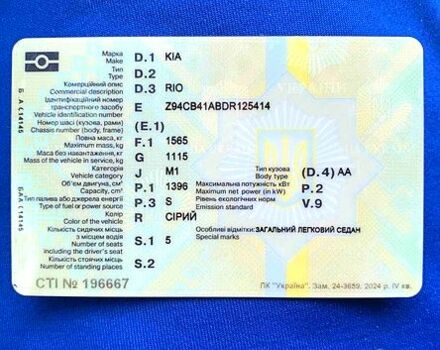 Марка
Make D.1 KIA
Тип
Type D.2
Комерційний опис
Commercial description D.3 RIO
Ідентифікаційний номер
транспортного засобу
Vehicle identification number E Z94CB41ABDR125414
Номер шасі (кузова, рами)
Chassis number (body, frame) (E.1)
Повна маса, кг
Maximum mass, kg F.1 1565
Маса без навантаження, кг
Mass of the vehicle in service, kg G 1115
Категорія
Vehicle category J M1
Тип кузова
Body type (D.4) AA
Об'єм двигуна, см³
Capacity, cm³ P.1 1396
Максимальна потужність кВт
Maximum net power (in kW) P.2
Тип палива або джерела енергії
Type of fuel or power source P.3 S
Рівень екологічних норм
Emission standard V.9
Колір
Color of the vehicle R СІРИЙ
Кількість сидячих місць
з місцем водія
Number of seats
including the driver's seat S.1 5
Особливі відмітки: ЗАГАЛЬНИЙ ЛЕГКОВИЙ СЕДАН
Special marks
Кількість стоячих місць
Number of standing places S.2
СТІ № 196667
ПК "Україна". Зам. 24-3659, 2024 р. IV кв.